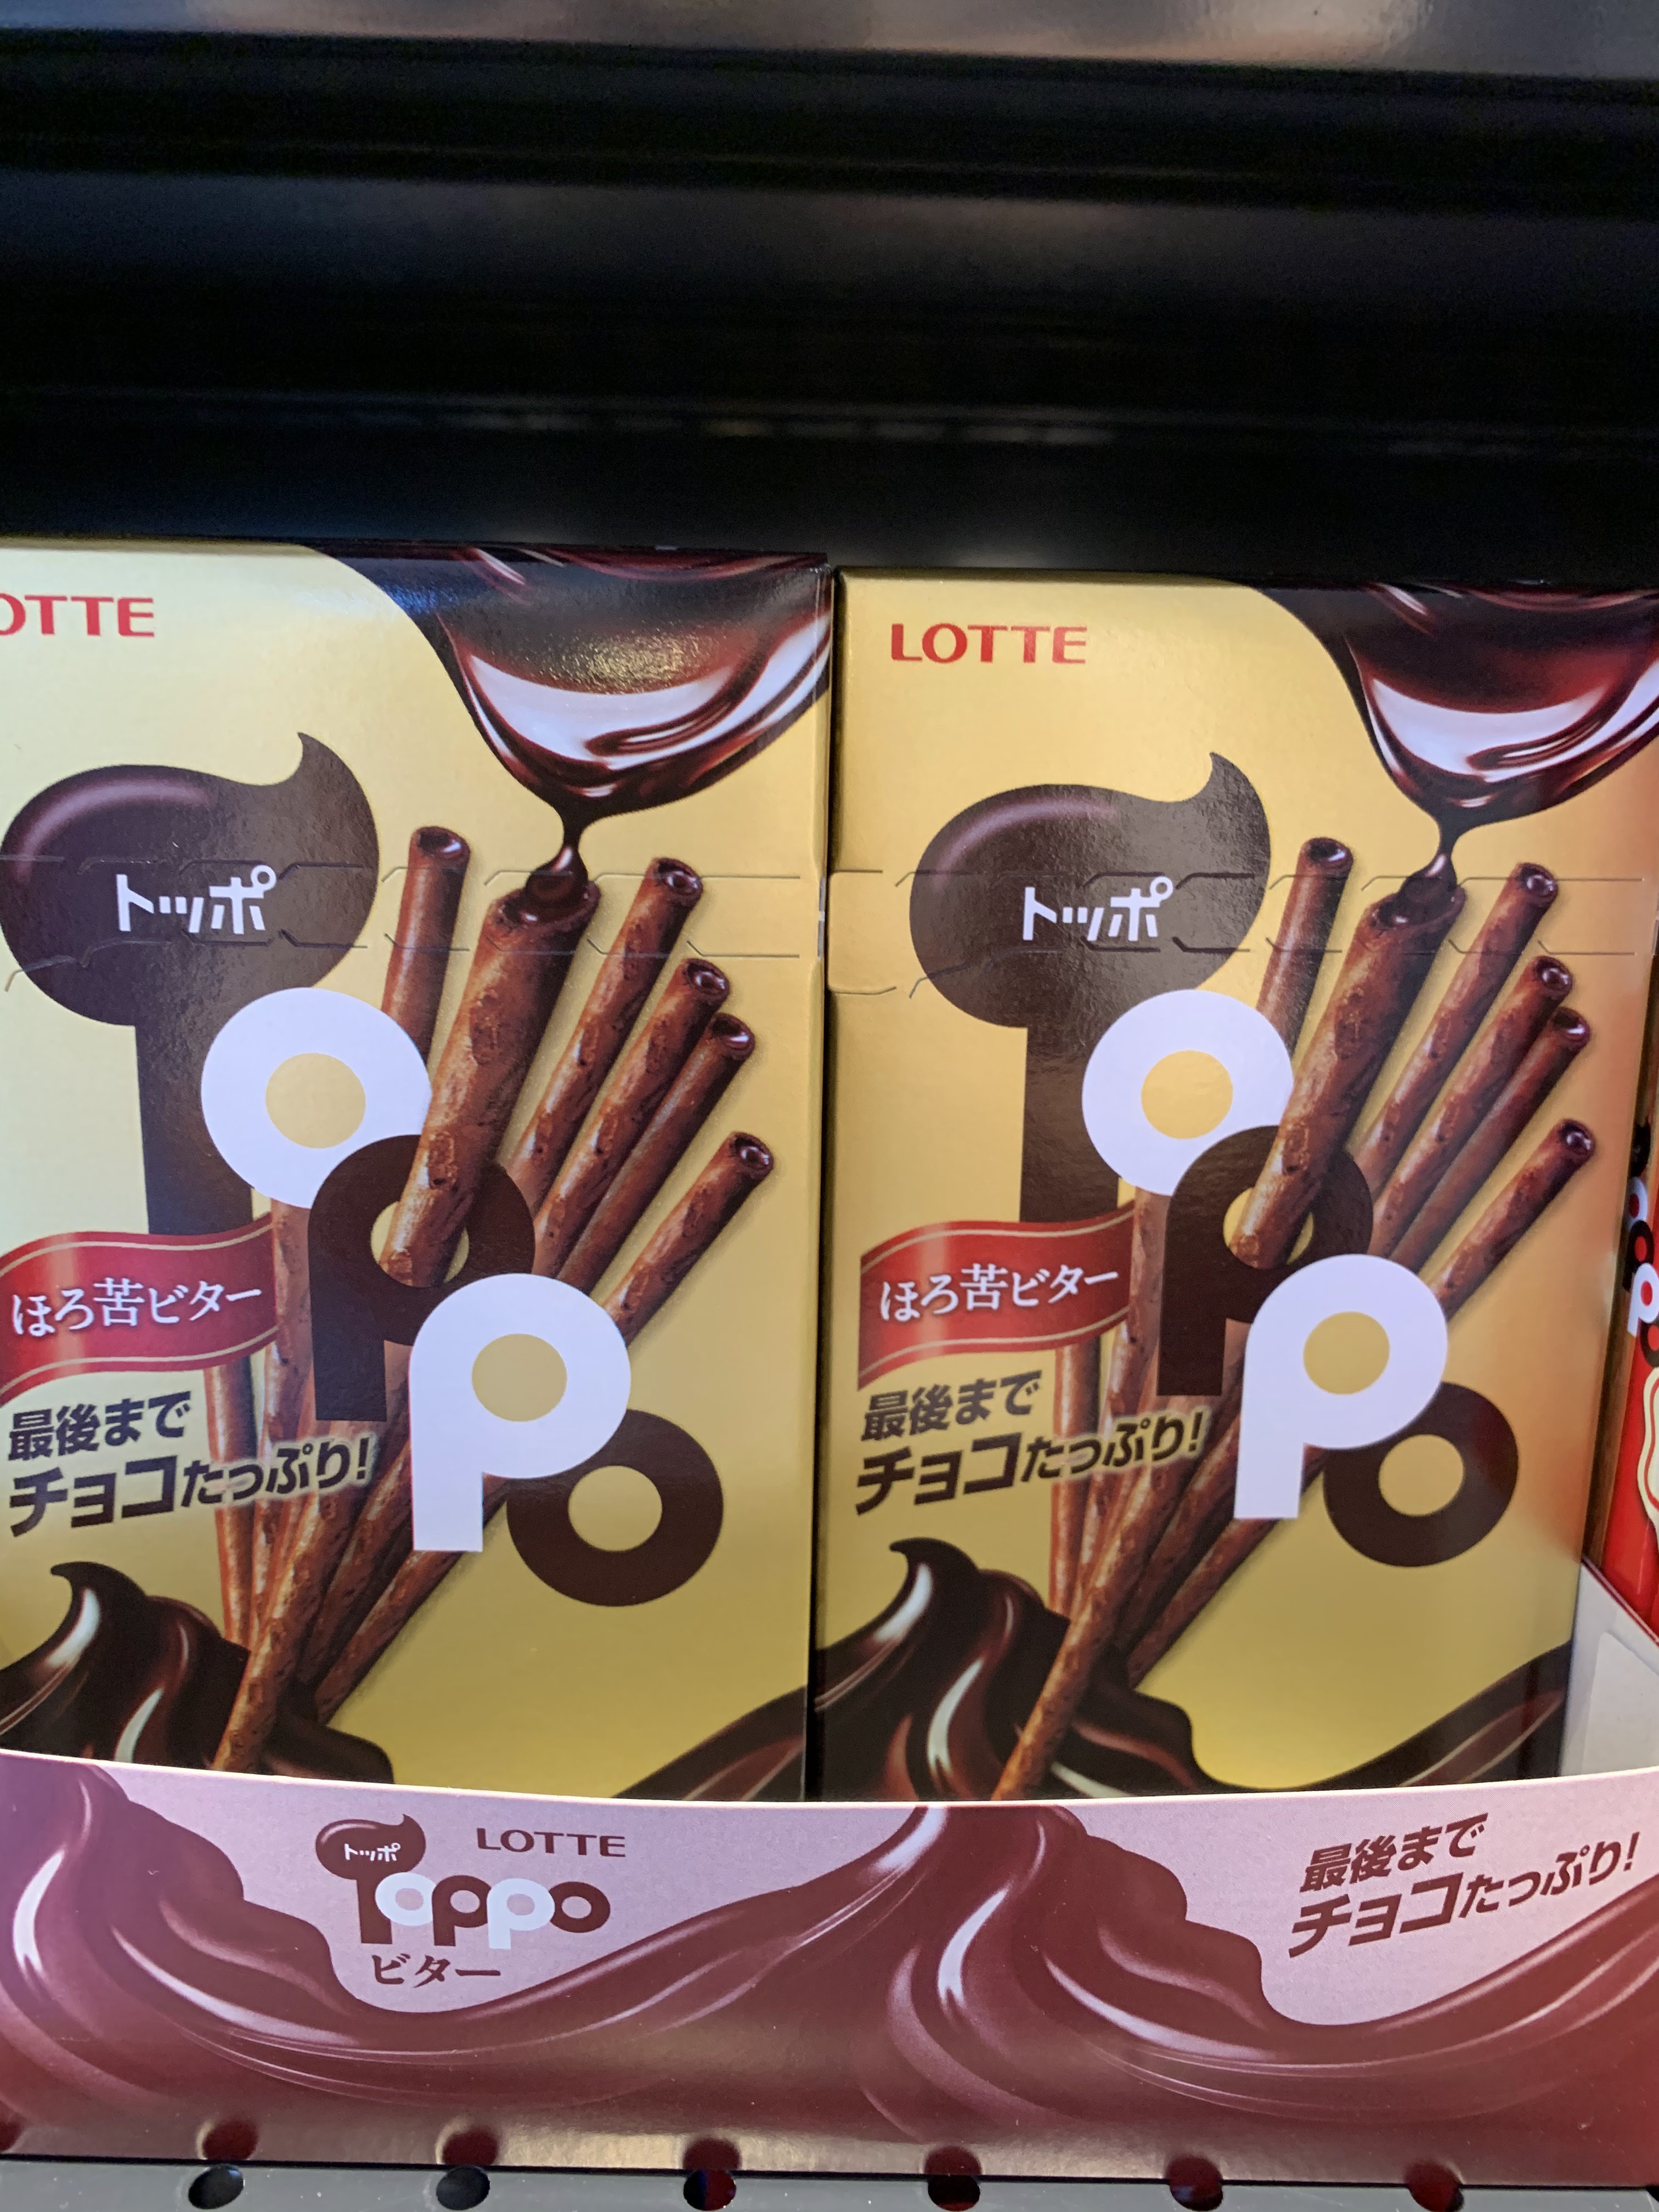 OTTE
トッポ
Toppo
ほろ苦ビター
最後まで
チョコたっぷり!
LOTTE
トッポ
Toppo
ほろ苦ビター
最後まで
チョコたっぷり!
トッポ
LOTTE
Toppo
ビター
最後まで
チョコたっぷり!